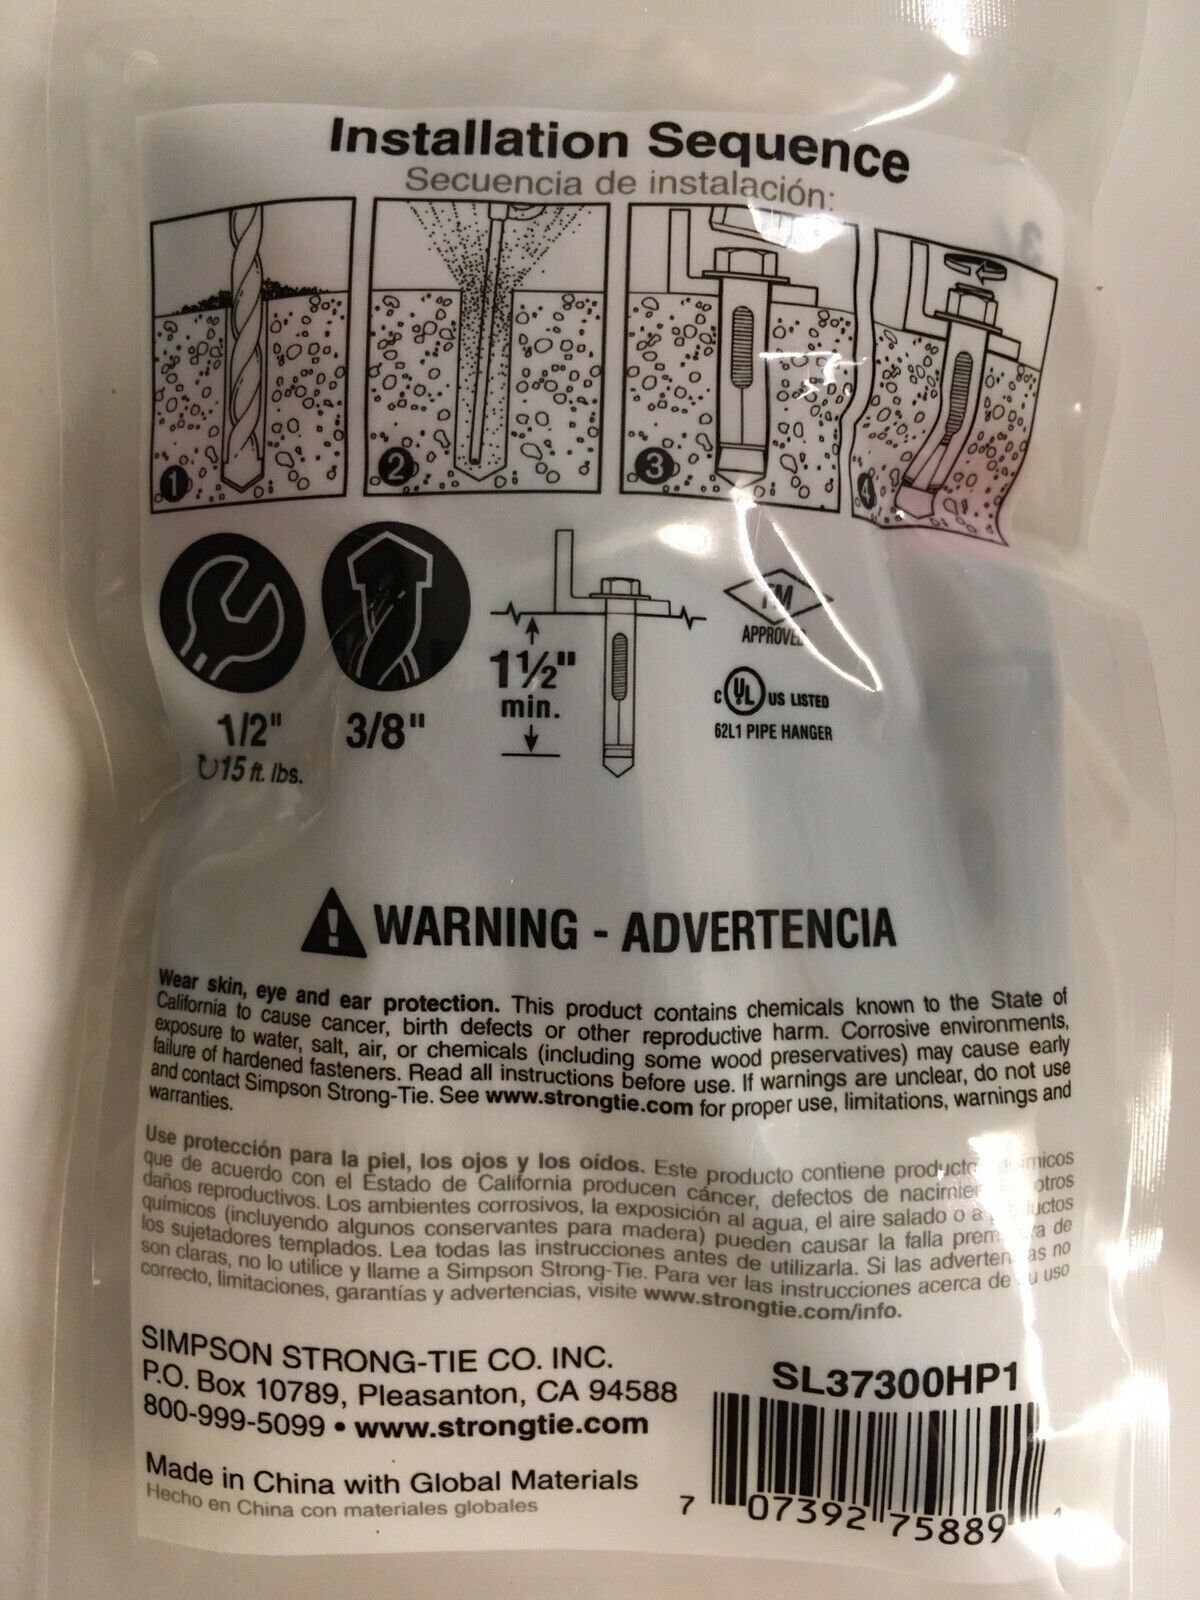 Installation Sequence
Secuencia de instalación:
1 2 3 4
1/2" 3/8"
15 ft. lbs.
1½"
min.
APPROVED
C UL US LISTED
62L1 PIPE HANGER
WARNING - ADVERTENCIA
Wear skin, eye and ear protection. This product contains chemicals known to the State of
California to cause cancer, birth defects or other reproductive harm. Corrosive environments,
exposure to water, salt, air, or chemicals (including some wood preservatives) may cause early
failure of hardened fasteners. Read all instructions before use. If warnings are unclear, do not use
and contact Simpson Strong-Tie. See www.strongtie.com for proper use, limitations, warnings and
warranties.
Use protección para la piel, los ojos y los oídos. Este producto contiene
que de acuerdo con el Estado de California producen cáncer, defectos de otros
daños reproductivos. Los ambientes corrosivos, la exposición al agua, el aire salado o a
químicos (incluyendo algunos conservantes para madera) pueden causar la falla de
los sujetadores templados. Lea todas las instrucciones antes de utilizarla. Si las no
son claras, no lo utilice y llame a Simpson Strong-Tie. Para ver las instrucciones acerca de uso
correcto, limitaciones, garantías y advertencias, visite www.strongtie.com/info.
SIMPSON STRONG-TIE CO. INC.
P.O. Box 10789, Pleasanton, CA 94588
800-999-5099 • www.strongtie.com
Made in China with Global Materials
Hecho en China con materiales globales
SL37300HP1
7 07392 75889